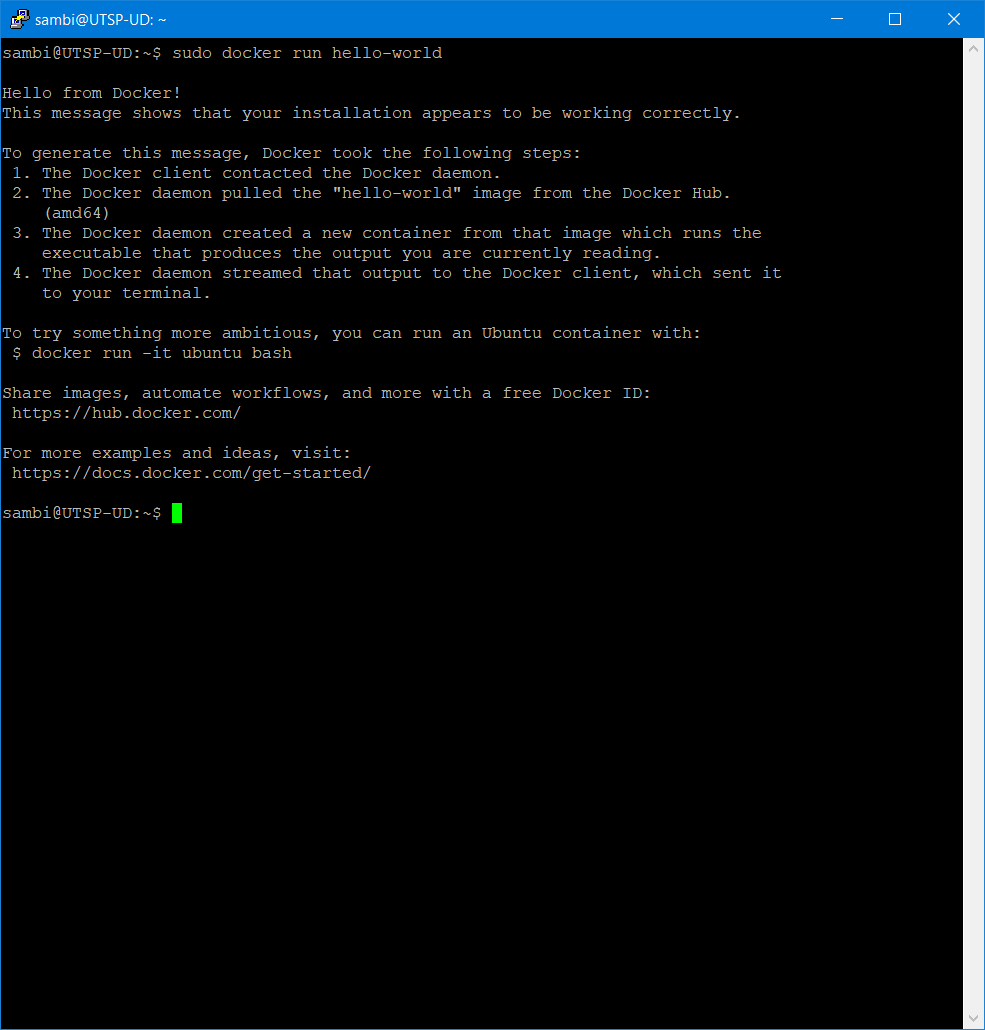 sambi@UTSP-UD: ~
sambi@UTSP-UD:~$ sudo docker run hello-world
Hello from Docker!
This message shows that your installation appears to be working correctly.
To generate this message, Docker took the following steps:
1. The Docker client contacted the Docker daemon.
2. The Docker daemon pulled the "hello-world" image from the Docker Hub.
(amd64)
3. The Docker daemon created a new container from that image which runs the
executable that produces the output you are currently reading.
4. The Docker daemon streamed that output to the Docker client, which sent it
to your terminal.
To try something more ambitious, you can run an Ubuntu container with:
$ docker run -it ubuntu bash
Share images, automate workflows, and more with a free Docker ID:
https://hub.docker.com/
For more examples and ideas, visit:
https://docs.docker.com/get-started/
sambi@UTSP-UD:~$